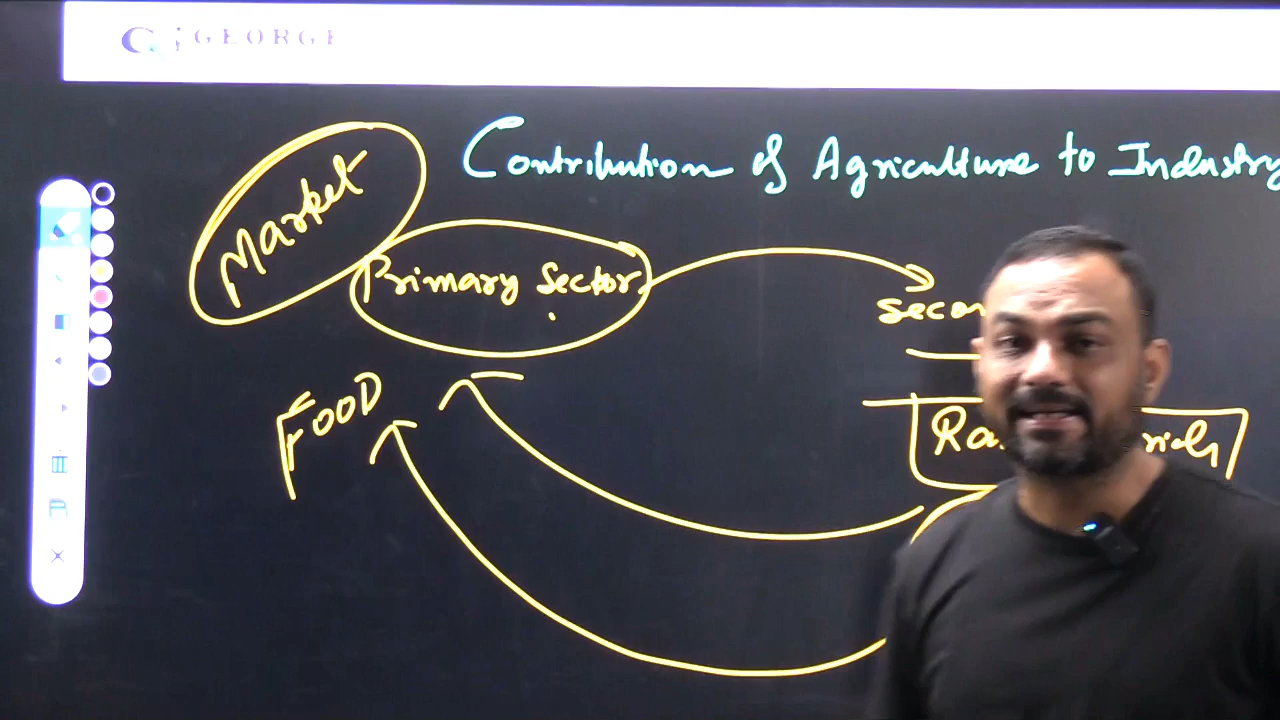 GEORGE
Contribution of Agriculture to Industry
Market
Primary Sector
FOOD